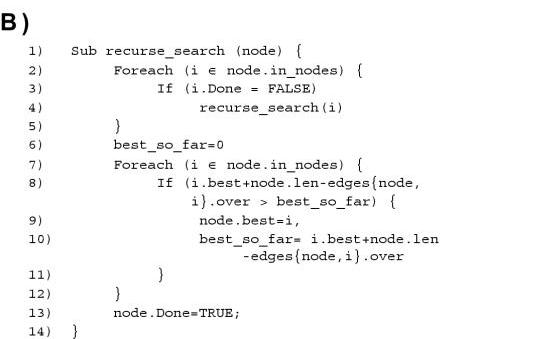 B)
1) Sub recurse_search (node) {
2) Foreach (i ∈ node.in_nodes) {
3) If (i.Done = FALSE)
4) recurse_search(i)
5) }
6) best_so_far=0
7) Foreach (i ∈ node.in_nodes) {
8) If (i.best+node.len-edges{node,
i}.over > best_so_far) {
9) node.best=i,
10) best_so_far= i.best+node.len
-edges{node,i}.over
11) }
12) }
13) node.Done=TRUE;
14) }